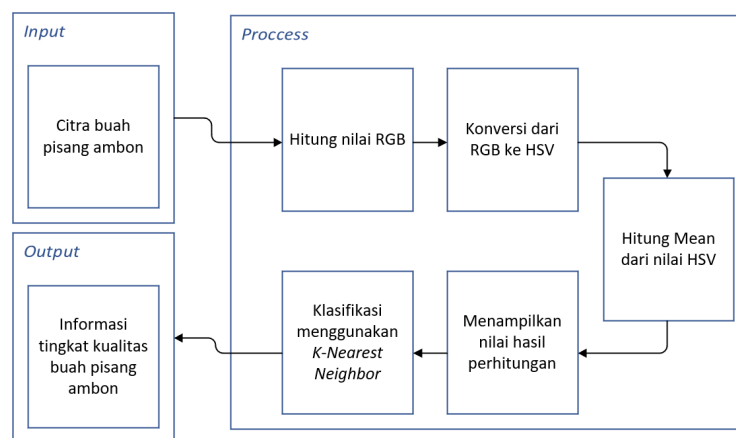 Input
Citra buah
pisang ambon
Proccess
Hitung nilai RGB
Konversi dari
RGB ke HSV
Hitung Mean
dari nilai HSV
Menampilkan
nilai hasil
perhitungan
Klasifikasi
menggunakan
K-Nearest
Neighbor
Output
Informasi
tingkat kualitas
buah pisang
ambon